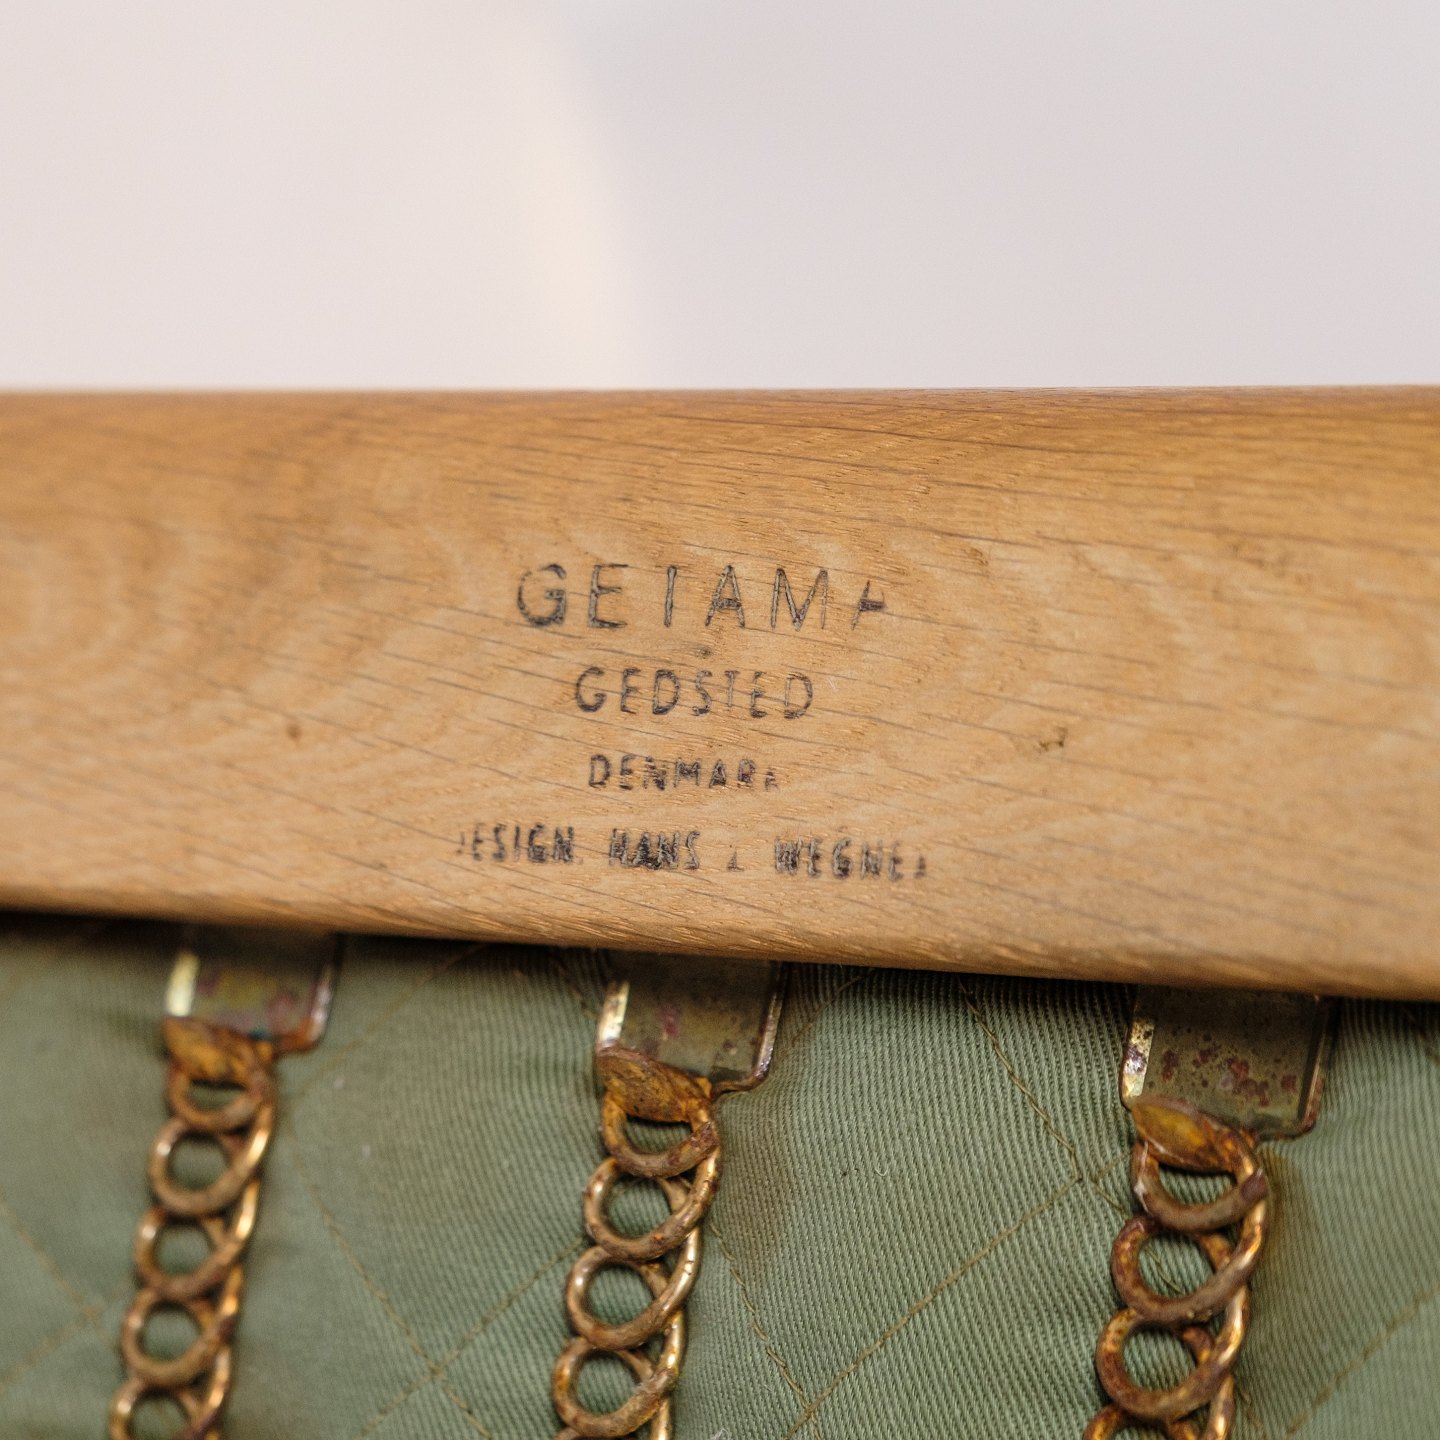 GETAMA
GEDSTED
DENMARK
DESIGN. HANS J. WEGNER